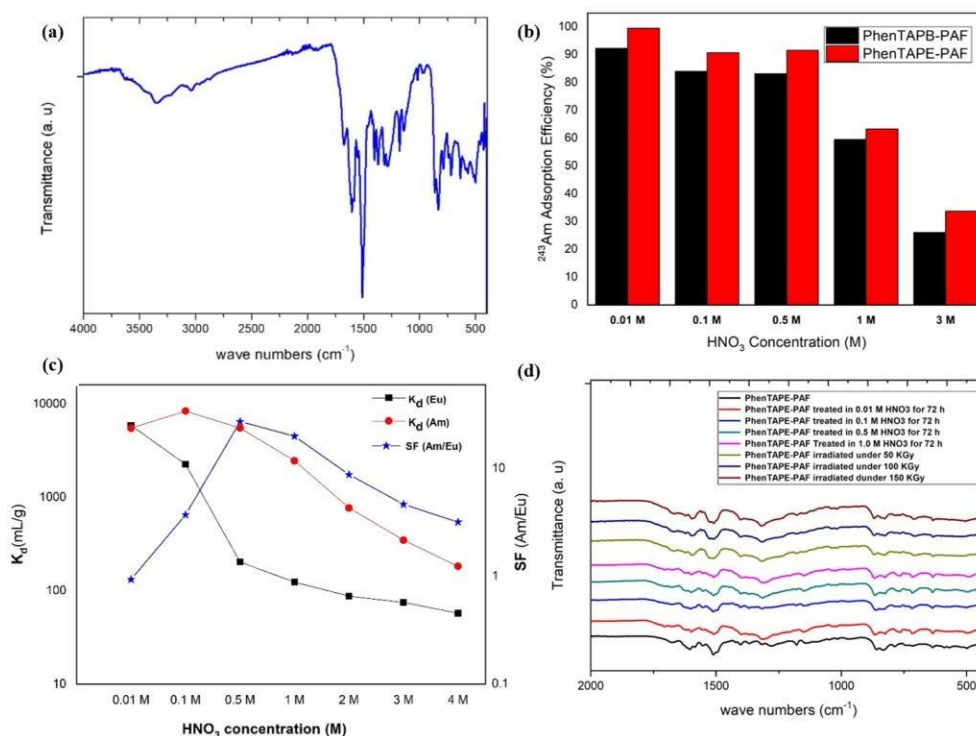 (a)
Transmittance (a. u)
4000 3500 3000 2500 2000 1500 1000 500
wave numbers (cm⁻¹)
(b)
PhenTAPB-PAF
PhenTAPE-PAF
²⁴³Am Adsorption Efficiency (%)
100
90
80
70
60
50
40
30
20
10
0
0.01 M 0.1 M 0.5 M 1 M 3 M
HNO₃ Concentration (M)
(c)
K_d (Eu)
K_d (Am)
SF (Am/Eu)
K_d(mL/g)
10000
1000
100
10
SF (Am/Eu)
10
1
0.1
0.01 M 0.1 M 0.5 M 1 M 2 M 3 M 4 M
HNO₃ concentration (M)
(d)
PhenTAPE-PAF
PhenTAPE-PAF treated in 0.01 M HNO3 for 72 h
PhenTAPE-PAF treated in 0.1 M HNO3 for 72 h
PhenTAPE-PAF treated in 0.5 M HNO3 for 72 h
PhenTAPE-PAF Treated in 1.0 M HNO3 for 72 h
PhenTAPE-PAF irradiated under 50 KGy
PhenTAPE-PAF irradiated under 100 KGy
PhenTAPE-PAF irradiated dunder 150 KGy
Transmittance (a. u)
2000 1500 1000 500
wave numbers (cm⁻¹)